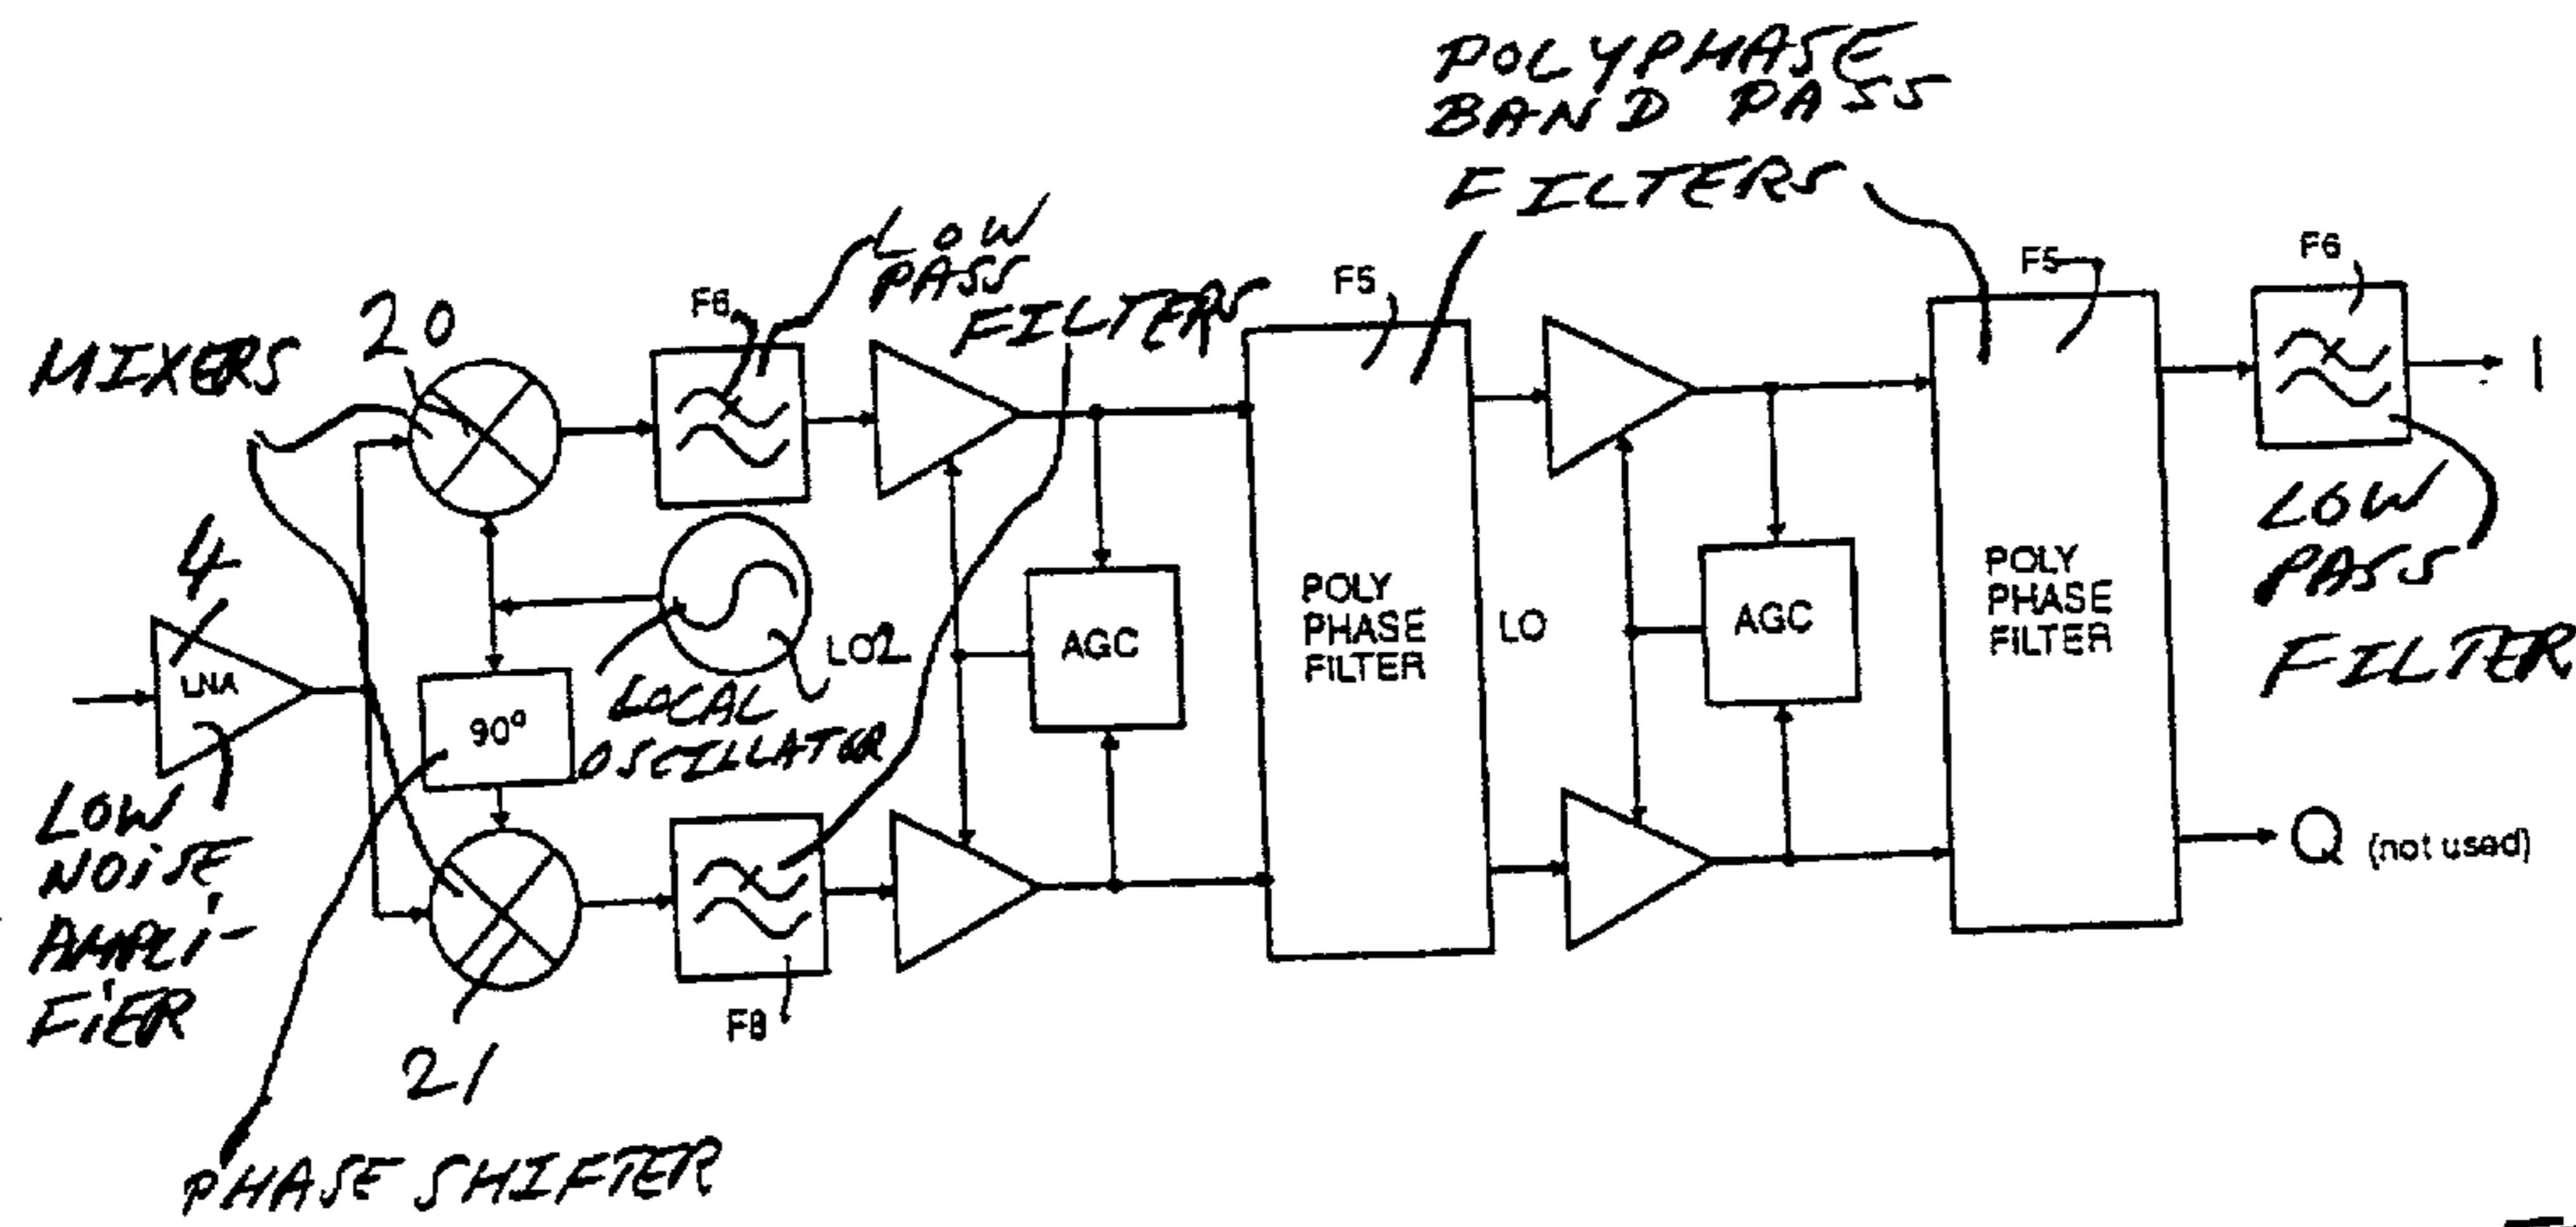 POLYPHASE
BAND PASS
FILTERS
LOW
PASS
FILTERS
F6
F5
F5
F6
20
MIXERS
I
LOW
PASS
FILTER
4
LNA
LO2
LOCAL
OSCILLATER
90°
AGC
POLY
PHASE
FILTER
LO
AGC
POLY
PHASE
FILTER
LOW
NOiSE
AMPLi-
FiER
Q (not used)
21
PHASE SHIFTER